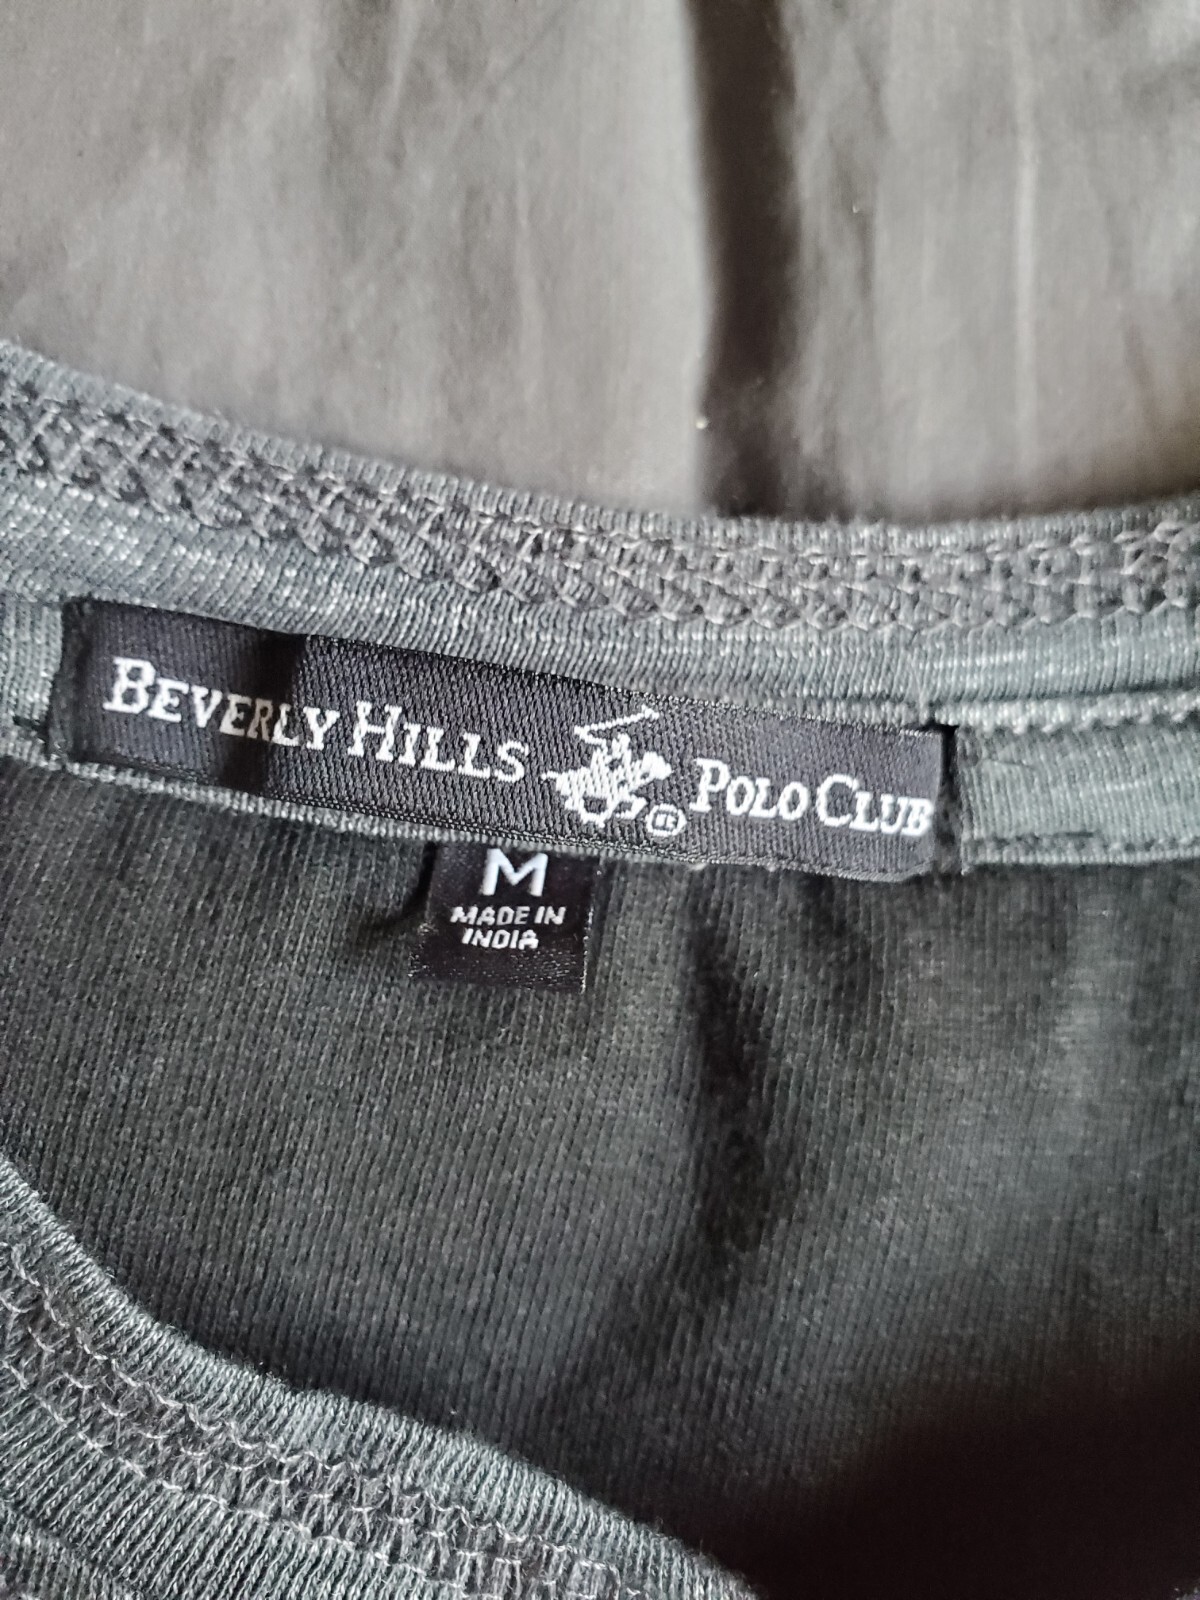 BEVERLY HILLS POLO CLUB
M
MADE IN
INDIA